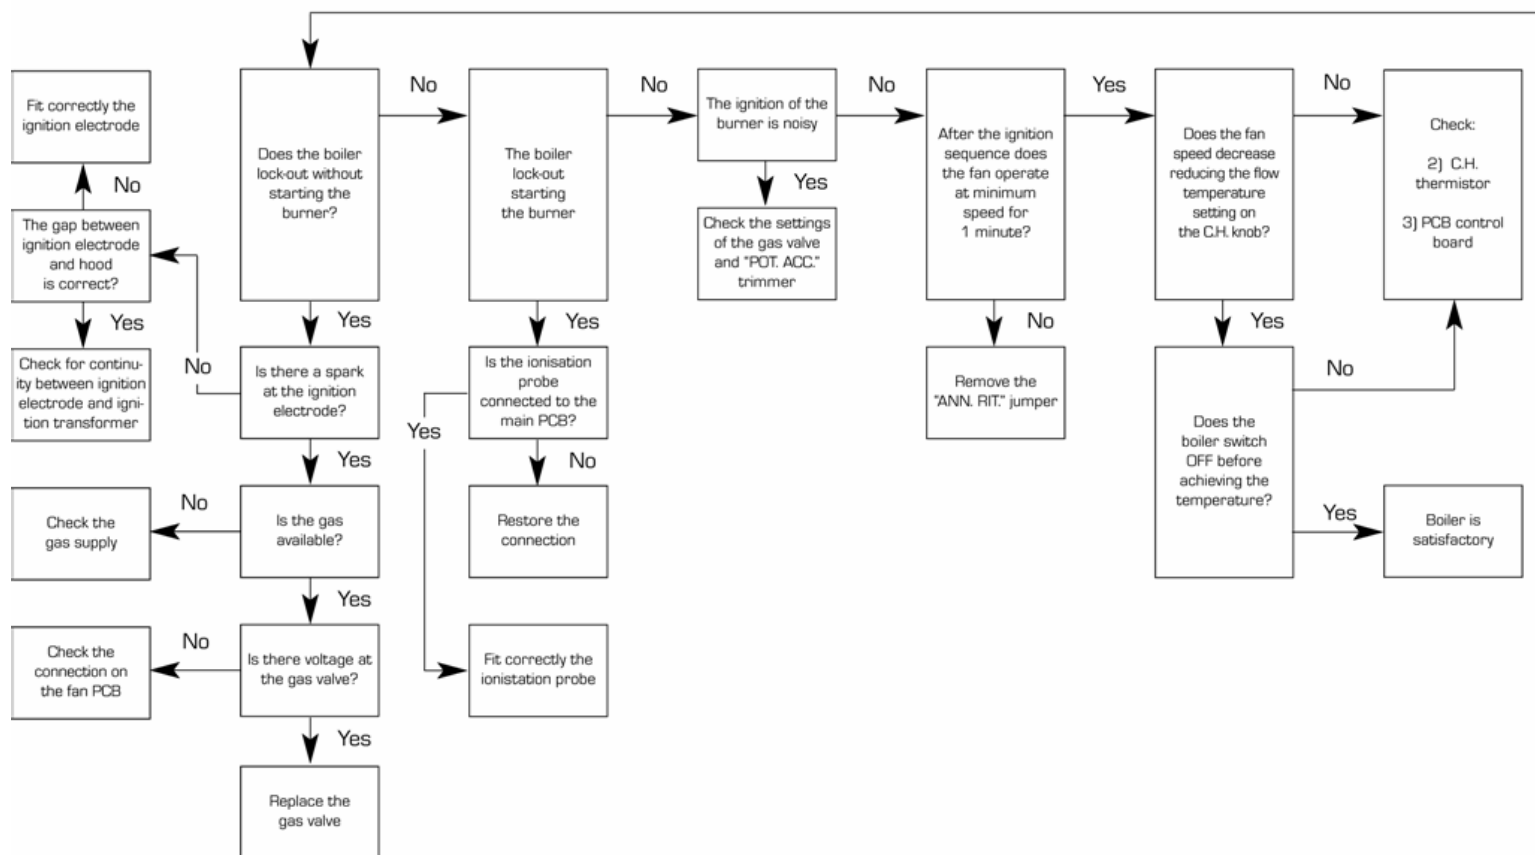 Fit correctly the
ignition electrode
No
The gap between
ignition electrode
and hood
is correct?
Yes
Check for continu-
ity between ignition
electrode and igni-
tion transformer
No
Does the boiler
lock-out without
starting the
burner?
No
Yes
Is there a spark
at the ignition
electrode?
Yes
Is the gas
available?
No
Check the
gas supply
Yes
Is there voltage at
the gas valve?
No
Check the
connection on
the fan PCB
Yes
Replace the
gas valve
The boiler
lock-out
starting
the burner
No
Yes
Is the ionisation
probe
connected to the
main PCB?
Yes
No
Restore the
connection
Fit correctly the
ionistation probe
The ignition of the
burner is noisy
No
Yes
Check the settings
of the gas valve
and "POT. ACC."
trimmer
After the ignition
sequence does
the fan operate
at minimum
speed for
1 minute?
Yes
No
Remove the
"ANN. RIT." jumper
Does the fan
speed decrease
reducing the flow
temperature
setting on
the C.H. knob?
No
Yes
Does the
boiler switch
OFF before
achieving the
temperature?
No
Yes
Check:
2) C.H.
thermistor
3) PCB control
board
Boiler is
satisfactory